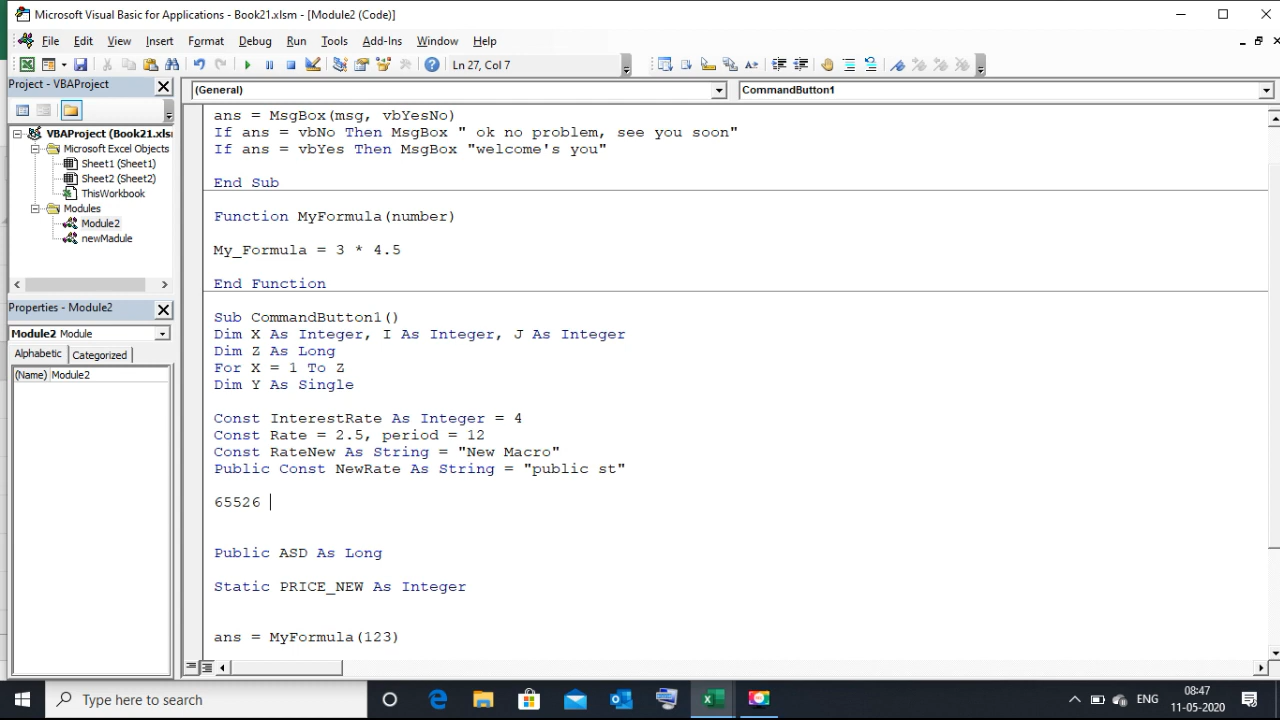 Microsoft Visual Basic for Applications - Book21.xlsm - [Module2 (Code)]
File Edit View Insert Format Debug Run Tools Add-Ins Window Help
Ln 27, Col 7
Project - VBAProject
(General)
CommandButton1
VBAProject (Book21.xls
Microsoft Excel Objects
Sheet1 (Sheet1)
Sheet2 (Sheet2)
ThisWorkbook
Modules
Module2
newMadule
Properties - Module2
Module2 Module
Alphabetic Categorized
(Name) Module2
ans = MsgBox(msg, vbYesNo)
If ans = vbNo Then MsgBox " ok no problem, see you soon"
If ans = vbYes Then MsgBox "welcome's you"
End Sub
Function MyFormula(number)
My_Formula = 3 * 4.5
End Function
Sub CommandButton1()
Dim X As Integer, I As Integer, J As Integer
Dim Z As Long
For X = 1 To Z
Dim Y As Single
Const InterestRate As Integer = 4
Const Rate = 2.5, period = 12
Const RateNew As String = "New Macro"
Public Const NewRate As String = "public st"
65526
Public ASD As Long
Static PRICE_NEW As Integer
ans = MyFormula(123)
Type here to search
ENG
08:47
11-05-2020